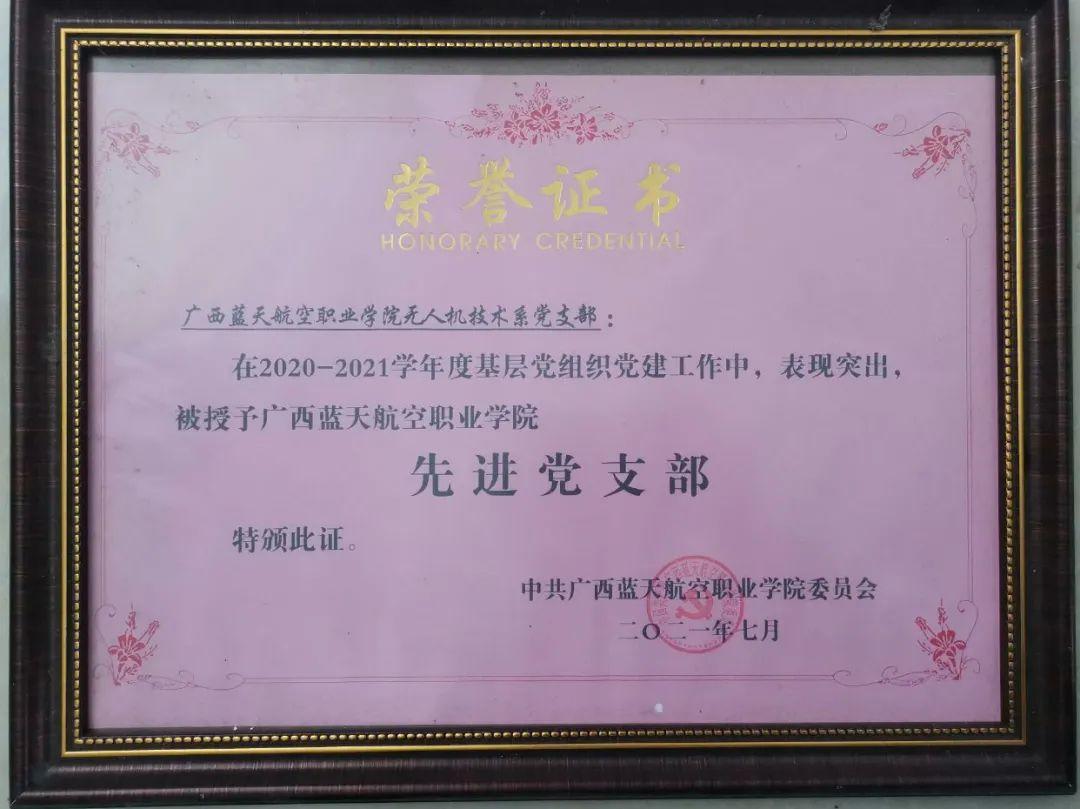 荣誉证书
HONORARY CREDENTIAL
广西蓝天航空职业学院无人机技术系党支部：
在2020-2021学年度基层党组织党建工作中，表现突出，
被授予广西蓝天航空职业学院
先进党支部
特颁此证。
中共广西蓝天航空职业学院委员会
二〇二一年七月